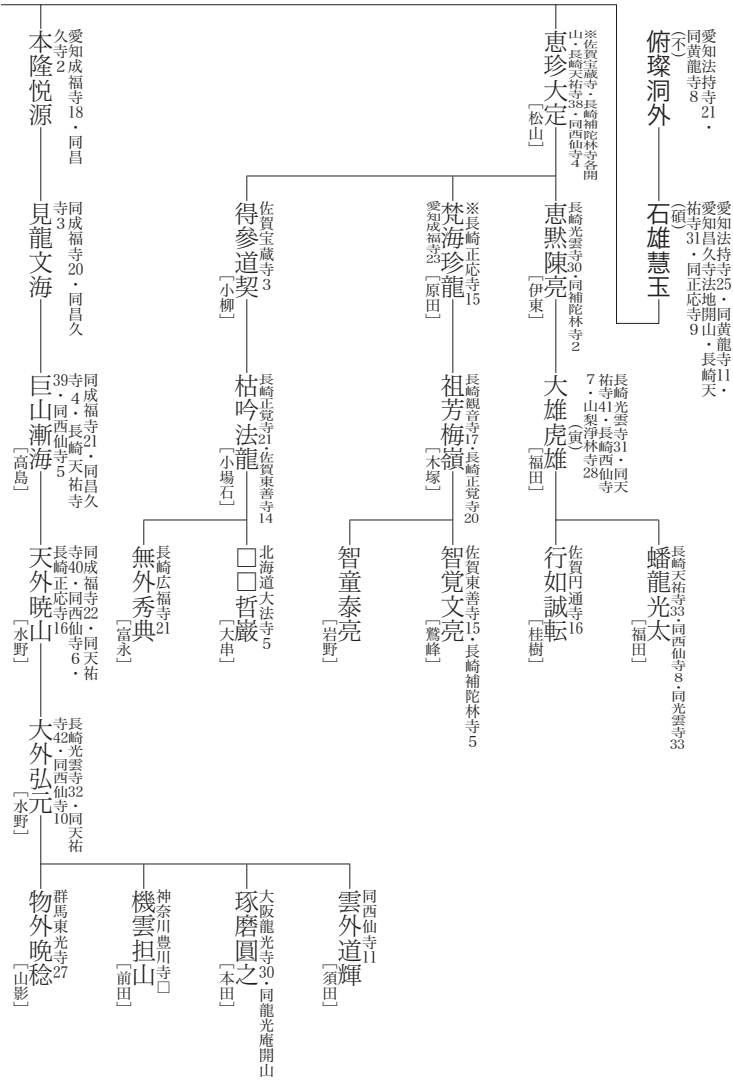 愛知法持寺21・
同黄龍寺8
俯璨洞外
(不)
愛知法持寺25・同黄龍寺11・
愛知昌久寺法地開山・長崎天
祐寺31・同正応寺9
石雄慧玉
(碩)
※佐賀宝蔵寺・長崎補陀林寺各開
山・長崎天祐寺38・同西仙寺4
恵珍大定
[松山]
長崎光雲寺30・同補陀林寺2
恵黙陳亮
[伊東]
長崎光雲寺31・同天
祐寺41・長崎西仙寺
7・山梨淨林寺28
大雄虎雄
(寅)
[福田]
長崎天祐寺33・同西仙寺8・同光雲寺33
蟠龍光太
[福田]
佐賀円通寺16
行如誠転
[桂樹]
※長崎正応寺15
愛知成福寺23
梵海珍龍
[原田]
長崎観音寺17・長崎正覚寺20
祖芳梅嶺
[木塚]
佐賀東善寺15・長崎補陀林寺5
智覚文亮
[鷲峰]
智童泰亮
[岩野]
佐賀宝蔵寺3
得參道契
[小柳]
長崎正覚寺21・佐賀東善寺14
枯吟法龍
[小場石]
北海道大法寺5
□□哲巌
[大串]
長崎広福寺21
無外秀典
[富永]
愛知成福寺18・同昌
久寺2
本隆悦源
同成福寺20・同昌久
寺3
見龍文海
同成福寺21・同昌久
寺4・長崎天祐寺
39・同西仙寺5
巨山漸海
[高島]
同成福寺22・同天祐
寺40・同西仙寺6・
長崎正応寺16
天外暁山
[水野]
長崎光雲寺32・同天祐
寺42・同西仙寺10
大外弘元
[水野]
同西仙寺11
雲外道輝
[須田]
大阪龍光寺30・同龍光庵開山
琢磨圓之
[本田]
神奈川豊川寺□
機雲担山
[前田]
群馬東光寺27
物外晩稔
[山影]